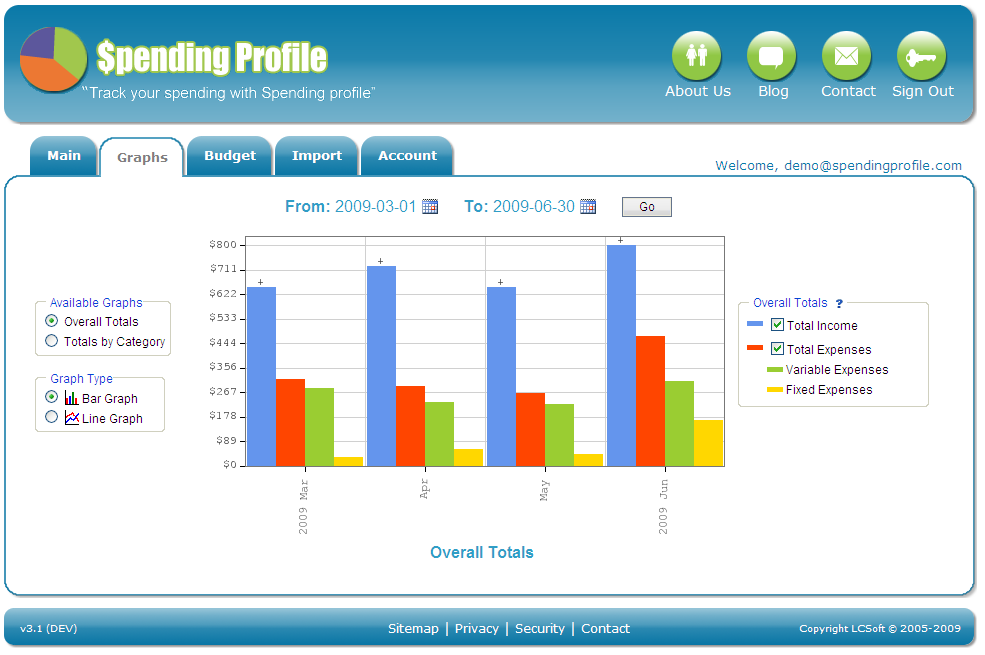 $pending Profile
“Track your spending with Spending profile”
About Us Blog Contact Sign Out
Main Graphs Budget Import Account
Welcome, demo@spendingprofile.com
From: 2009-03-01 To: 2009-06-30 Go
Available Graphs
Overall Totals
Totals by Category
Graph Type
Bar Graph
Line Graph
$800
$711
$622
$533
$444
$356
$267
$178
$89
$0
+ + + +
2009 Mar
Apr
May
2009 Jun
Overall Totals
Overall Totals ?
Total Income
Total Expenses
Variable Expenses
Fixed Expenses
v3.1 (DEV)
Sitemap | Privacy | Security | Contact
Copyright LCSoft © 2005-2009